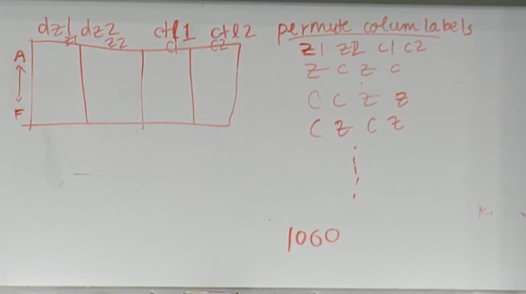 dz1 dz2 ctl1 ctl2
z1 z2 c1 c2
A
F
permute colum labels
z1 z2 c1 c2
z c z c
c c z z
c z c z
1060